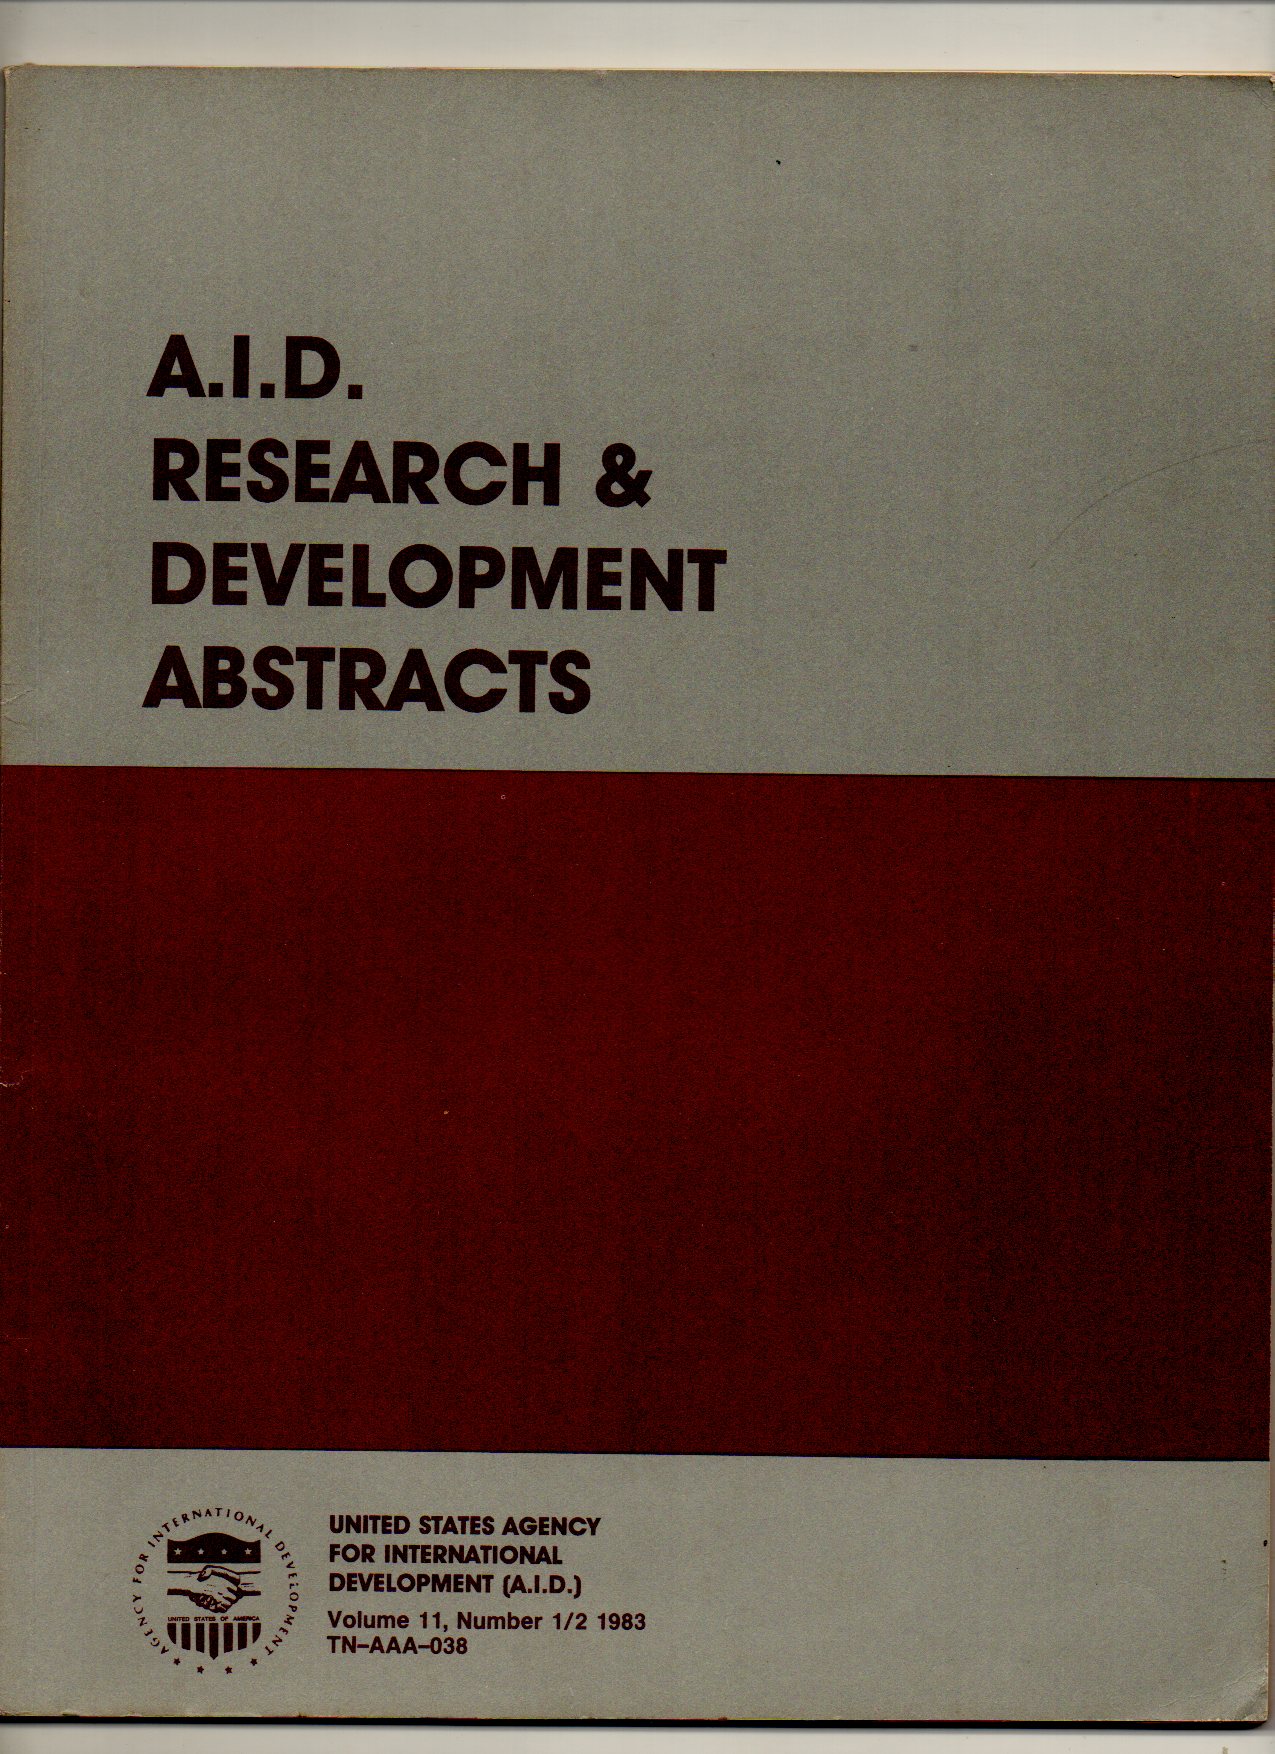 A.I.D.
RESEARCH &
DEVELOPMENT
ABSTRACTS
AGENCY FOR INTERNATIONAL DEVELOPMENT
UNITED STATES OF AMERICA
UNITED STATES AGENCY
FOR INTERNATIONAL
DEVELOPMENT (A.I.D.)
Volume 11, Number 1/2 1983
TN–AAA–038